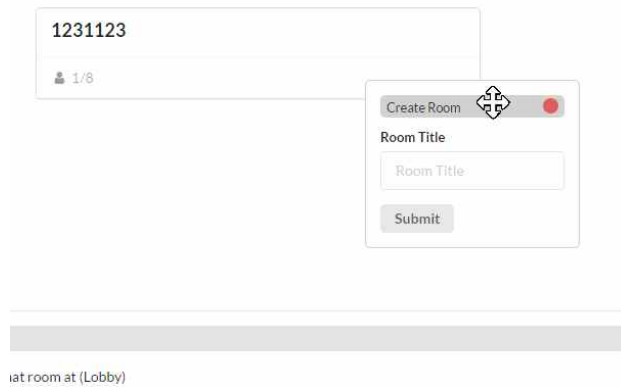 1231123
1/8
Create Room
Room Title
Room Title
Submit
at room at (Lobby)